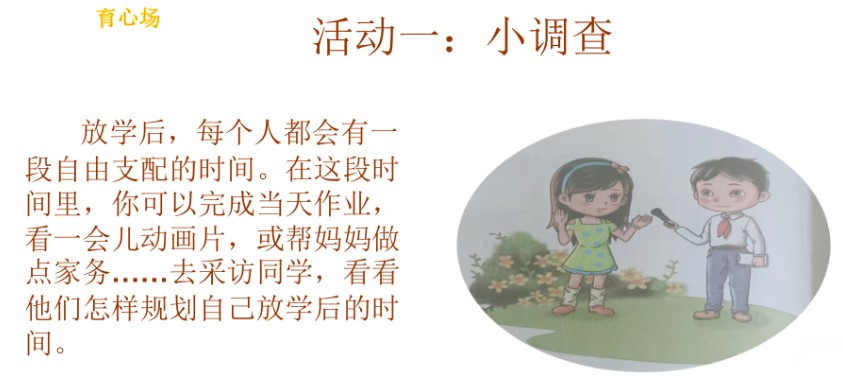 育心场
活动一：小调查
放学后，每个人都会有一
段自由支配的时间。在这段时
间里，你可以完成当天作业，
看一会儿动画片，或帮妈妈做
点家务……去采访同学，看看
他们怎样规划自己放学后的时
间。